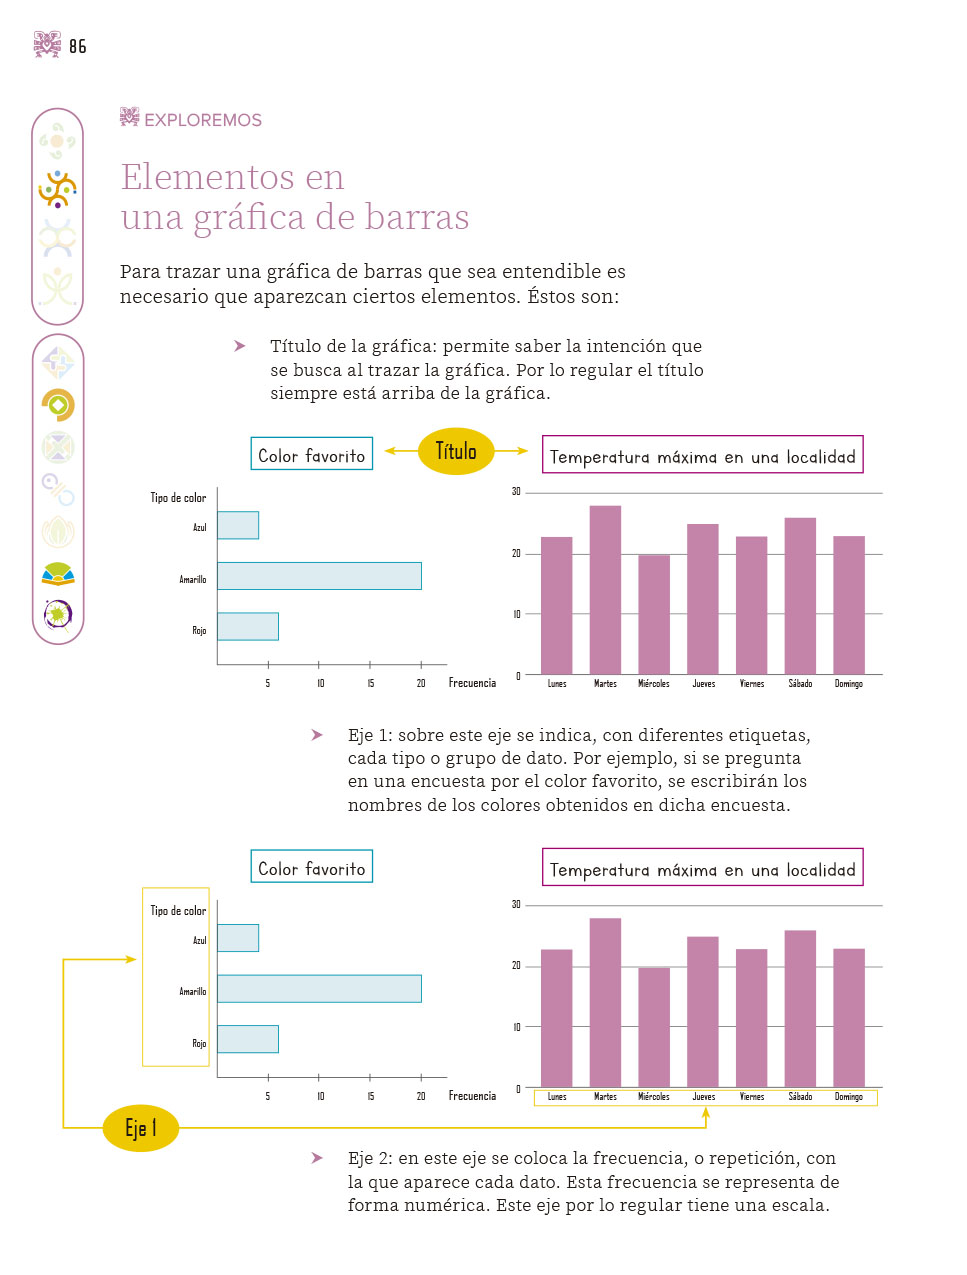 86
EXPLOREMOS
Elementos en
una gráfica de barras
Para trazar una gráfica de barras que sea entendible es
necesario que aparezcan ciertos elementos. Éstos son:
Título de la gráfica: permite saber la intención que
se busca al trazar la gráfica. Por lo regular el título
siempre está arriba de la gráfica.
Color favorito
Título
Temperatura máxima en una localidad
Tipo de color
Azul
Amarillo
Rojo
5 10 15 20 Frecuencia
30
20
10
0
Lunes Martes Miércoles Jueves Viernes Sábado Domingo
Eje 1: sobre este eje se indica, con diferentes etiquetas,
cada tipo o grupo de dato. Por ejemplo, si se pregunta
en una encuesta por el color favorito, se escribirán los
nombres de los colores obtenidos en dicha encuesta.
Color favorito
Temperatura máxima en una localidad
Tipo de color
Azul
Amarillo
Rojo
5 10 15 20 Frecuencia
30
20
10
0
Lunes Martes Miércoles Jueves Viernes Sábado Domingo
Eje 1
Eje 2: en este eje se coloca la frecuencia, o repetición, con
la que aparece cada dato. Esta frecuencia se representa de
forma numérica. Este eje por lo regular tiene una escala.